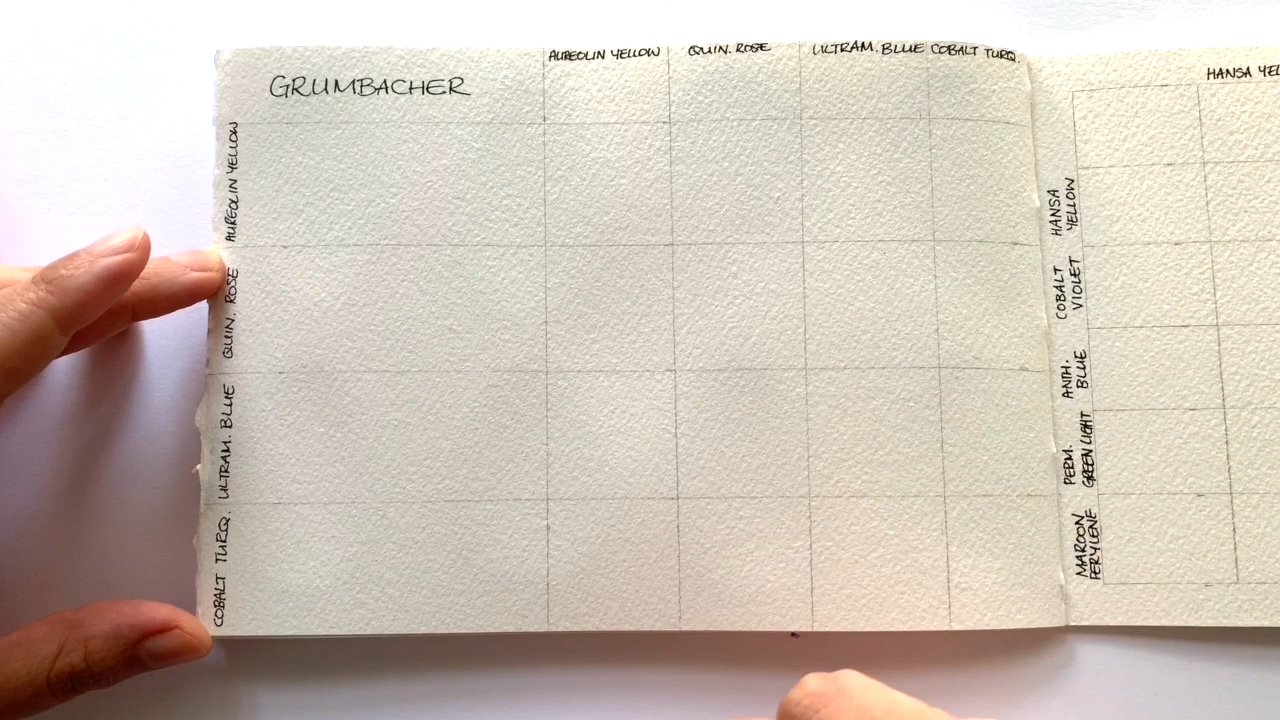 AUREOLIN YELLOW QUIN. ROSE ULTRAM. BLUE COBALT TURQ.
GRUMBACHER
AUREOLIN YELLOW
QUIN. ROSE
ULTRAM. BLUE
COBALT TURQ.
HANSA YEL
HANSA
YELLOW
COBALT
VIOLET
ANTH.
BLUE
PERM.
GREEN LIGHT
MAROON
PERYLENE